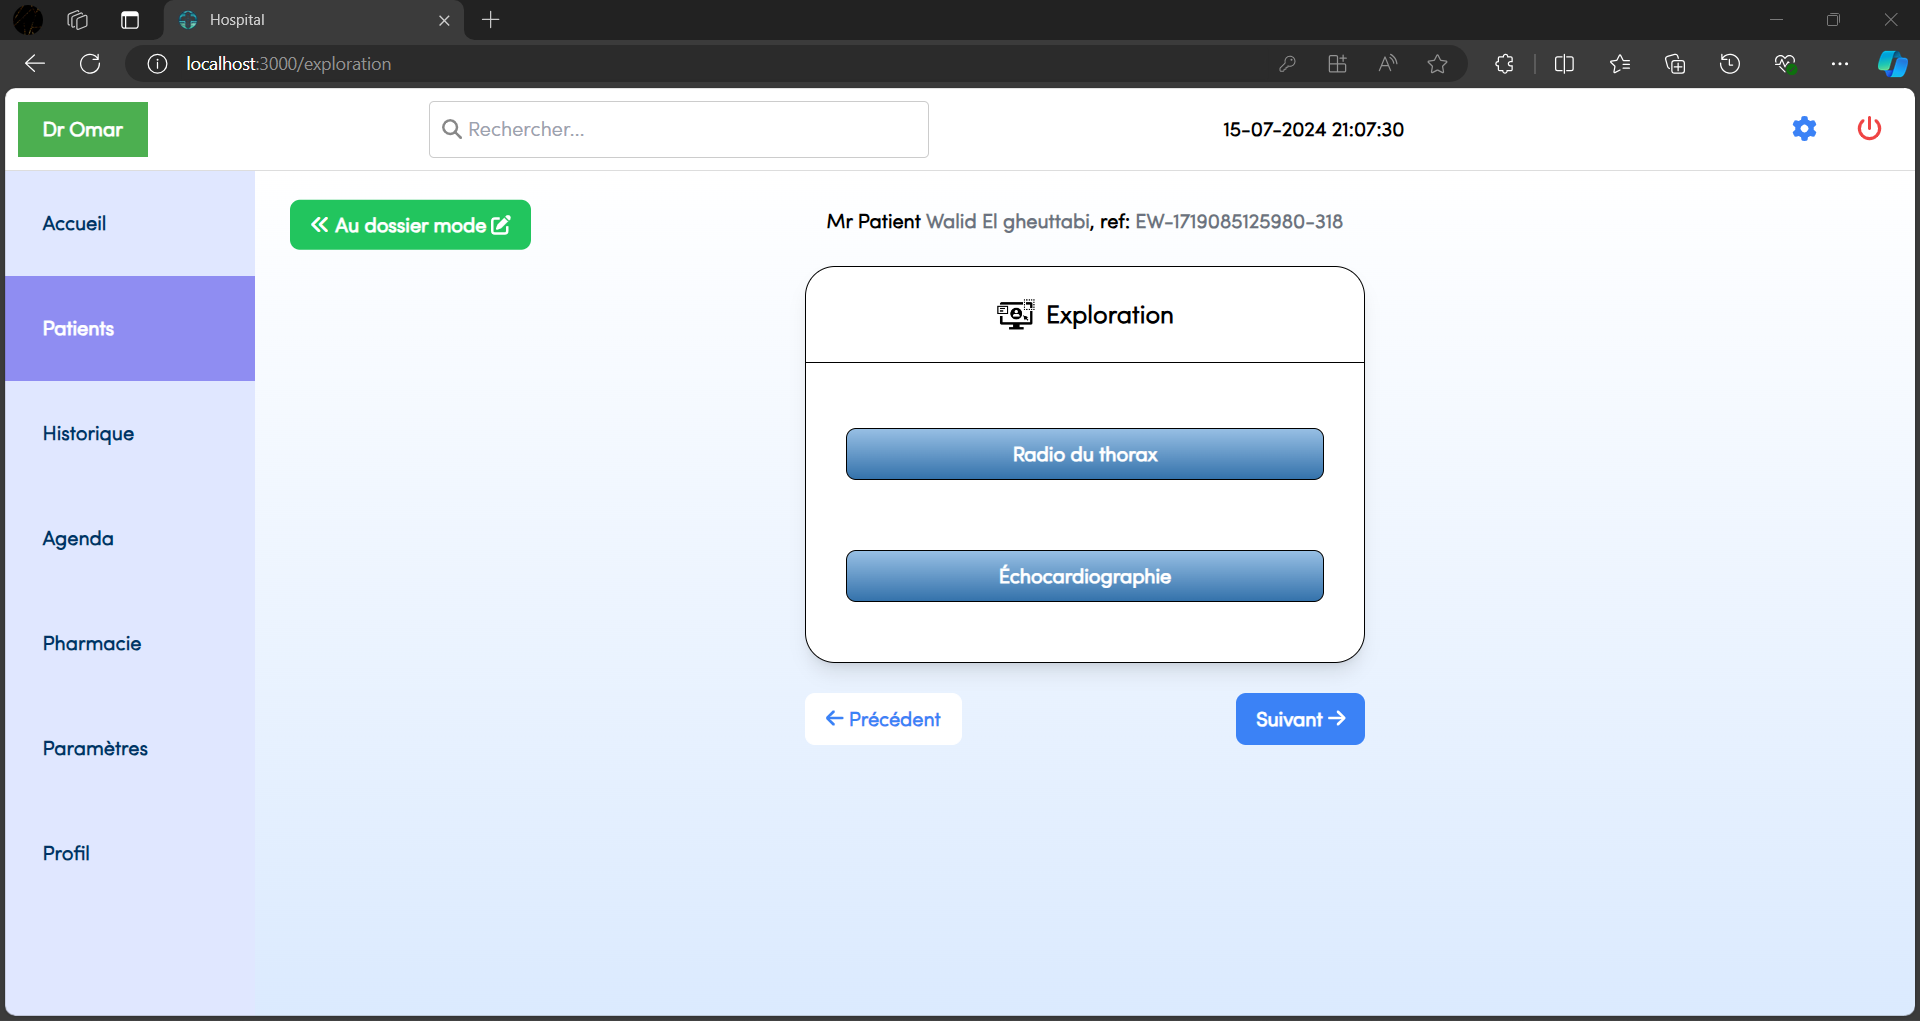 Hospital
localhost:3000/exploration
Dr Omar
Rechercher...
15-07-2024 21:07:30
Accueil
Patients
Historique
Agenda
Pharmacie
Paramètres
Profil
Au dossier mode
Mr Patient Walid El gheuttabi, ref: EW-1719085125980-318
Exploration
Radio du thorax
Échocardiographie
Précédent
Suivant